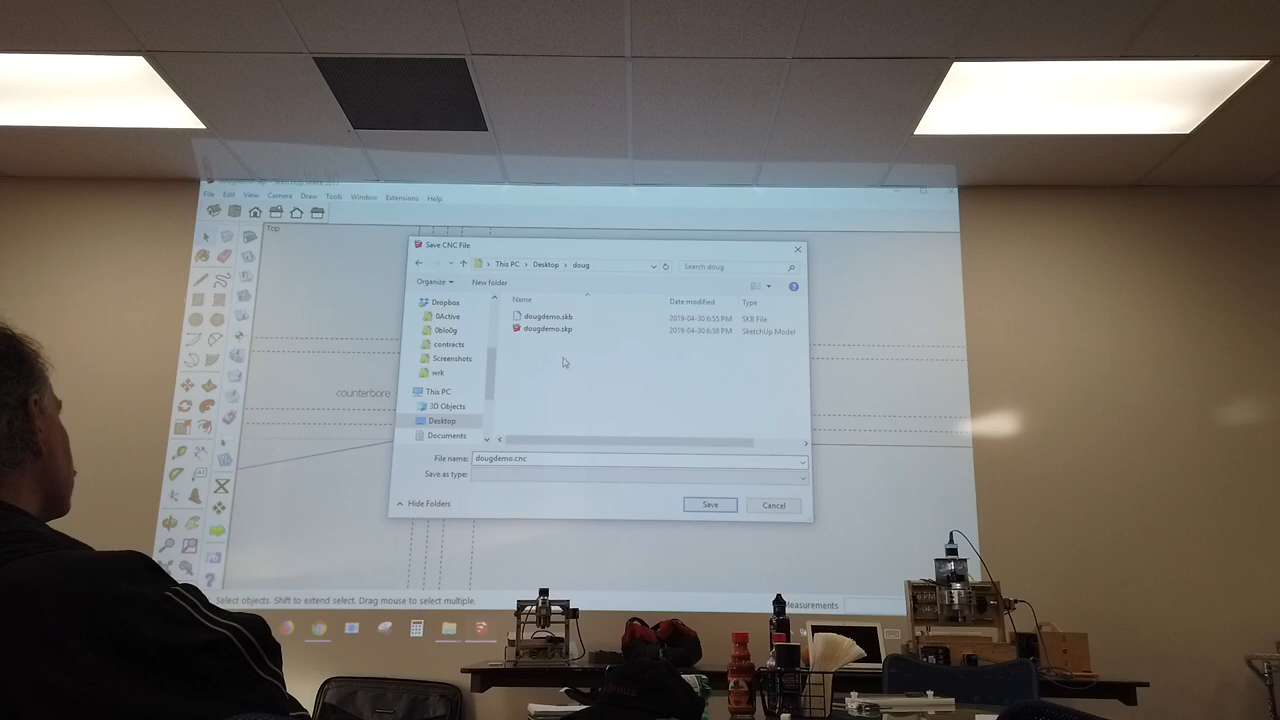 File Edit View Camera Draw Tools Window Extensions Help
Top
Save CNC File
This PC Desktop doug
Search doug
Organize New folder
Name Date modified Type
Dropbox
0Active
0blo0g
contracts
Screenshots
wrk
This PC
3D Objects
Desktop
Documents
dougdemo.skb 2019-04-30 6:55 PM SKB File
dougdemo.skp 2019-04-30 6:58 PM SketchUp Model
counterbore
File name: dougdemo.cnc
Save as type:
Hide Folders
Save Cancel
Select objects. Shift to extend select. Drag mouse to select multiple.
Measurements